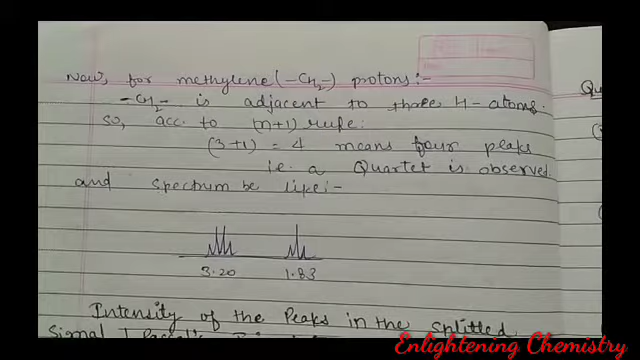 Now, for methylene (-CH2-) protons:-
-CH2- is adjacent to three H-atoms.
so, acc. to (n+1) rule:
(3+1) = 4 means four peaks
i.e. a Quartet is observed.
and spectrum be like:-
3.20 1.83
Intensity of the Peaks in the splitted
Signal
Enlightening Chemistry